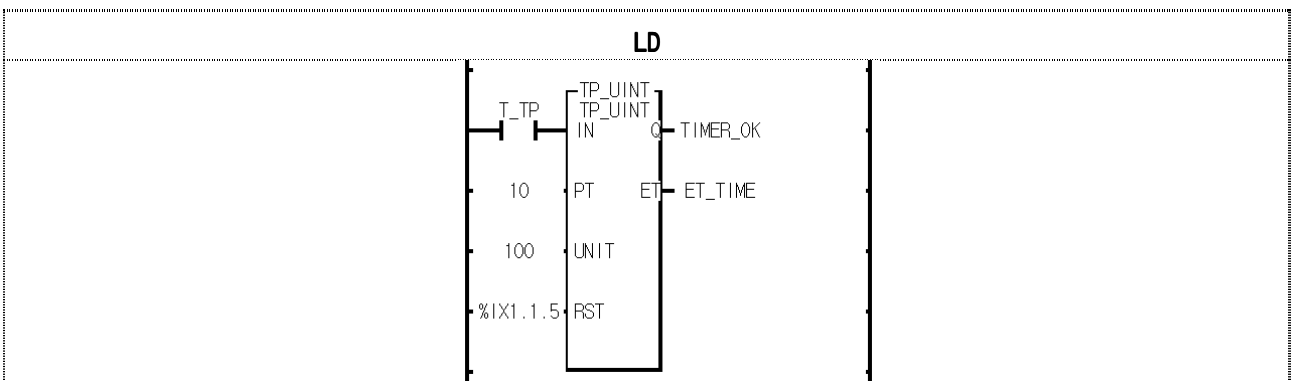 LD
TP_UINT
T_TP TP_UINT
IN Q TIMER_OK
10 PT ET ET_TIME
100 UNIT
%IX1.1.5 RST